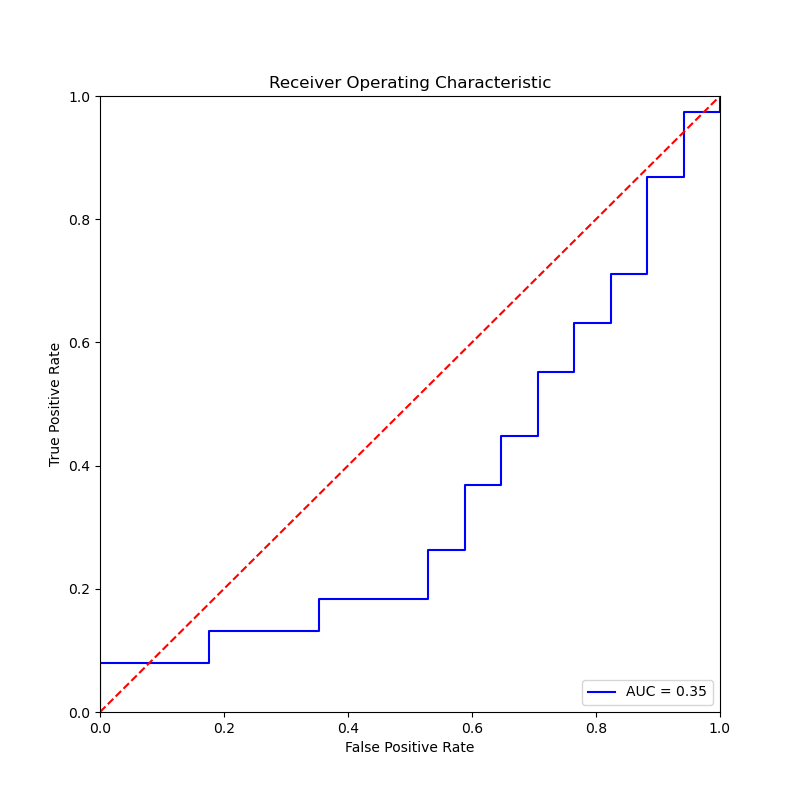 Receiver Operating Characteristic
1.0
0.8
0.6
0.4
0.2
0.0
True Positive Rate
AUC = 0.35
0.0 0.2 0.4 0.6 0.8 1.0
False Positive Rate